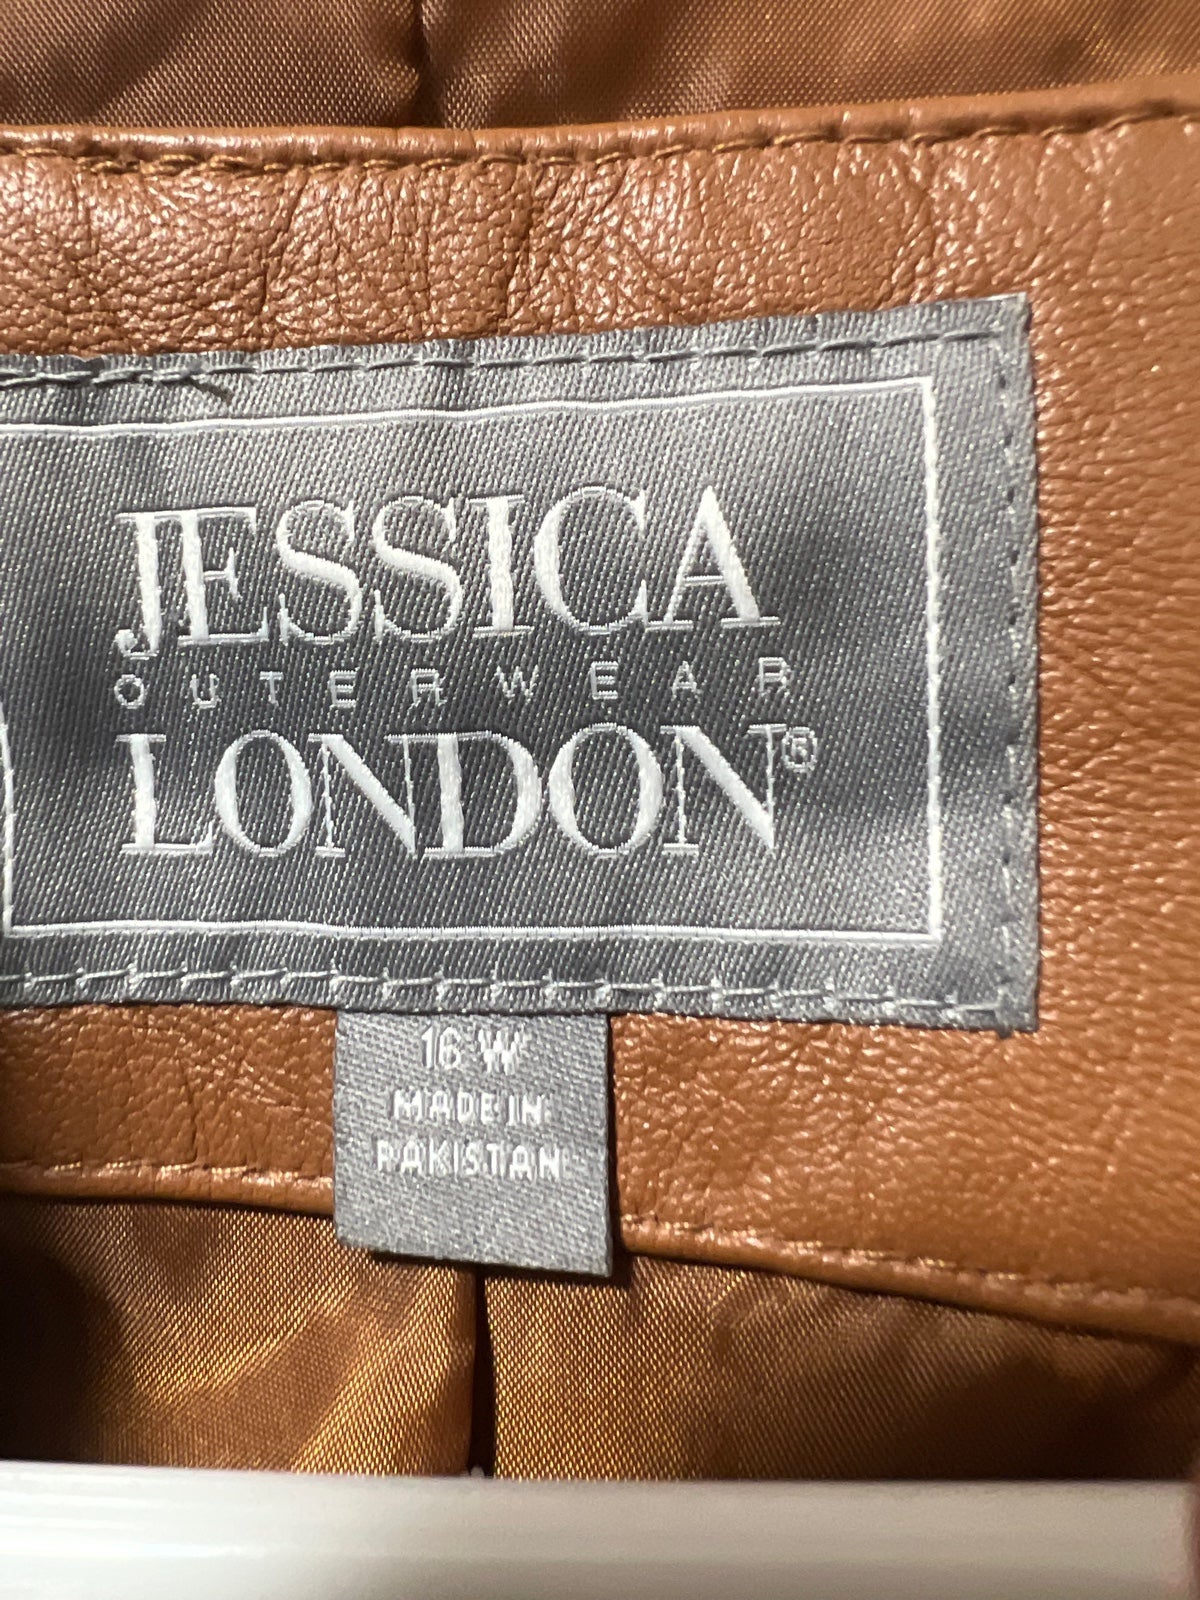 JESSICA
OUTERWEAR
LONDON®
16 W
MADE IN
PAKISTAN